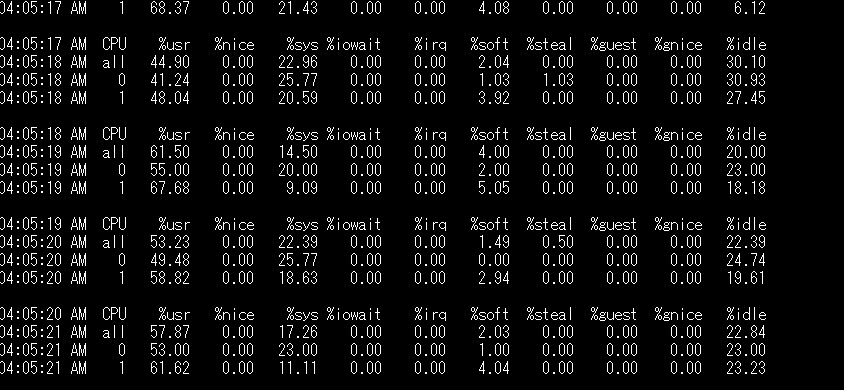 04:05:17 AM 1 68.37 0.00 21.43 0.00 0.00 4.08 0.00 0.00 0.00 6.12
04:05:17 AM CPU %usr %nice %sys %iowait %irq %soft %steal %guest %gnice %idle
04:05:18 AM all 44.90 0.00 22.96 0.00 0.00 2.04 0.00 0.00 0.00 30.10
04:05:18 AM 0 41.24 0.00 25.77 0.00 0.00 1.03 1.03 0.00 0.00 30.93
04:05:18 AM 1 48.04 0.00 20.59 0.00 0.00 3.92 0.00 0.00 0.00 27.45
04:05:18 AM CPU %usr %nice %sys %iowait %irq %soft %steal %guest %gnice %idle
04:05:19 AM all 61.50 0.00 14.50 0.00 0.00 4.00 0.00 0.00 0.00 20.00
04:05:19 AM 0 55.00 0.00 20.00 0.00 0.00 2.00 0.00 0.00 0.00 23.00
04:05:19 AM 1 67.68 0.00 9.09 0.00 0.00 5.05 0.00 0.00 0.00 18.18
04:05:19 AM CPU %usr %nice %sys %iowait %irq %soft %steal %guest %gnice %idle
04:05:20 AM all 53.23 0.00 22.39 0.00 0.00 1.49 0.50 0.00 0.00 22.39
04:05:20 AM 0 49.48 0.00 25.77 0.00 0.00 0.00 0.00 0.00 0.00 24.74
04:05:20 AM 1 58.82 0.00 18.63 0.00 0.00 2.94 0.00 0.00 0.00 19.61
04:05:20 AM CPU %usr %nice %sys %iowait %irq %soft %steal %guest %gnice %idle
04:05:21 AM all 57.87 0.00 17.26 0.00 0.00 2.03 0.00 0.00 0.00 22.84
04:05:21 AM 0 53.00 0.00 23.00 0.00 0.00 1.00 0.00 0.00 0.00 23.00
04:05:21 AM 1 61.62 0.00 11.11 0.00 0.00 4.04 0.00 0.00 0.00 23.23